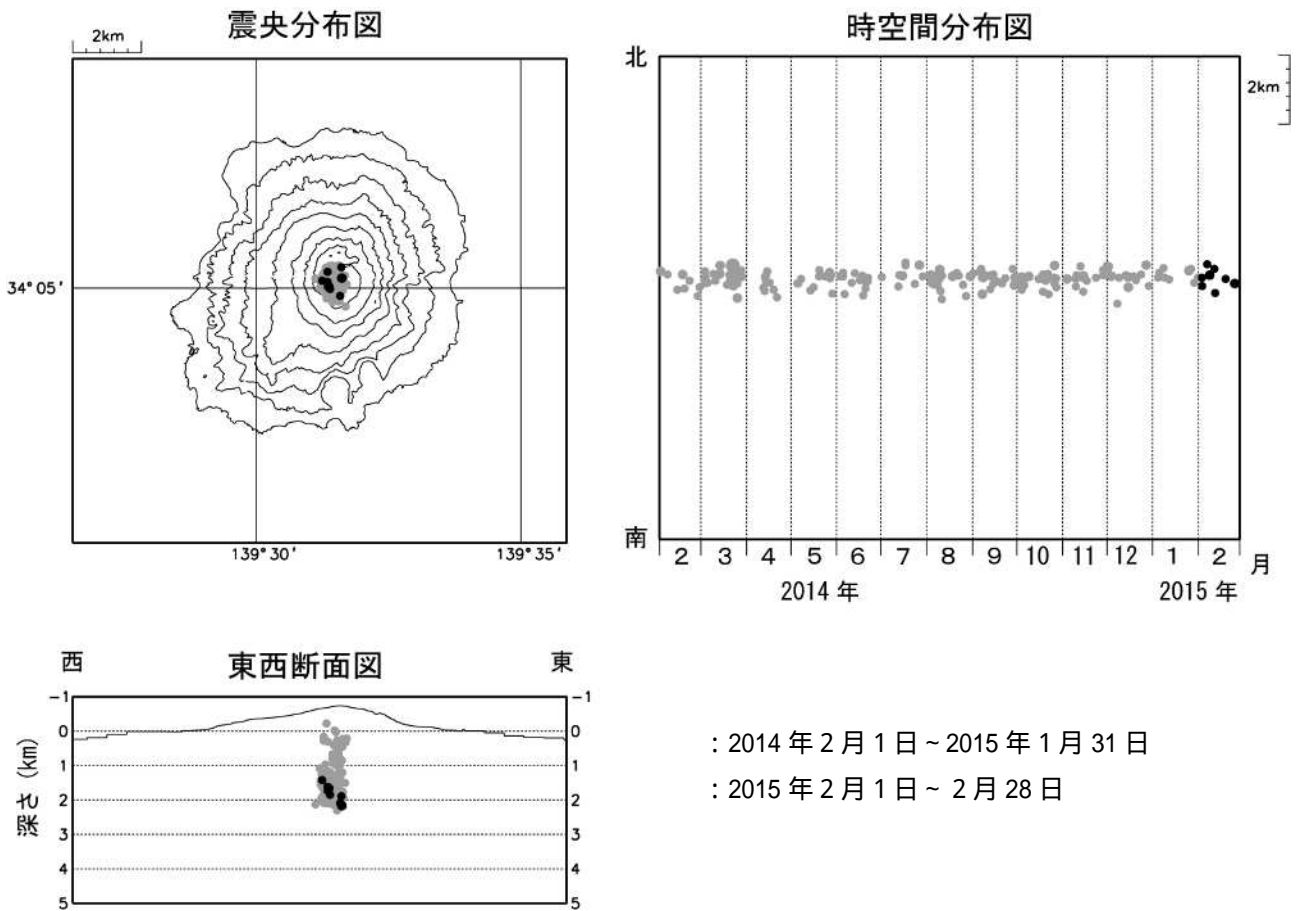 震央分布図
2km
34° 05'
139°30'
139°35'
時空間分布図
北
2km
南
2 3 4 5 6 7 8 9 10 11 12 1 2 月
2014 年
2015 年
東西断面図
西
東
深さ (km)
-1
0
1
2
3
4
5
-1
0
1
2
3
4
5
: 2014 年 2 月 1 日 ~ 2015 年 1 月 31 日
: 2015 年 2 月 1 日 ~ 2 月 28 日